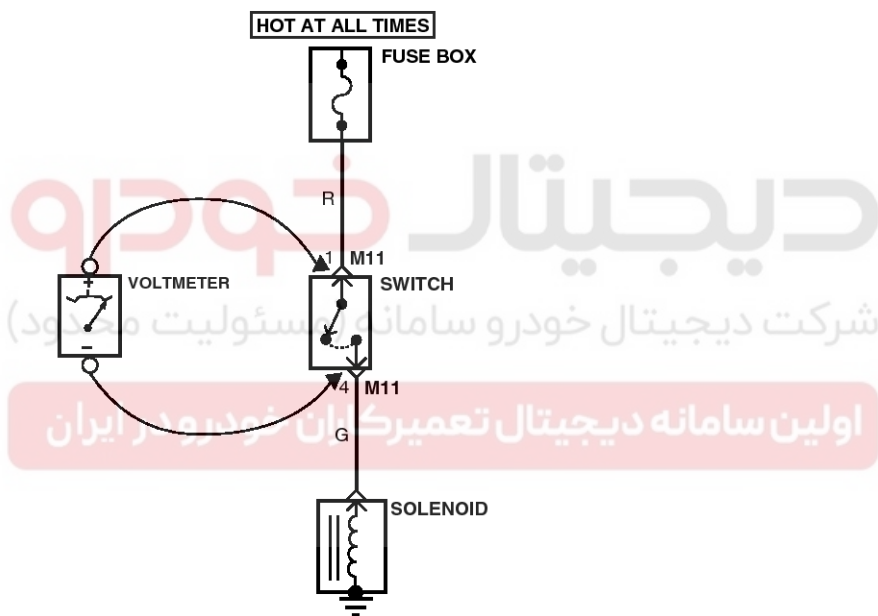 HOT AT ALL TIMES
FUSE BOX
دیجیتال خودرو
R
1 M11
VOLTMETER
SWITCH
+
شرکت دیجیتال خودرو سامانه (مسئولیت محدود)
-
4 M11
اولین سامانه دیجیتال تعمیرکاران خودرو در ایران
G
SOLENOID